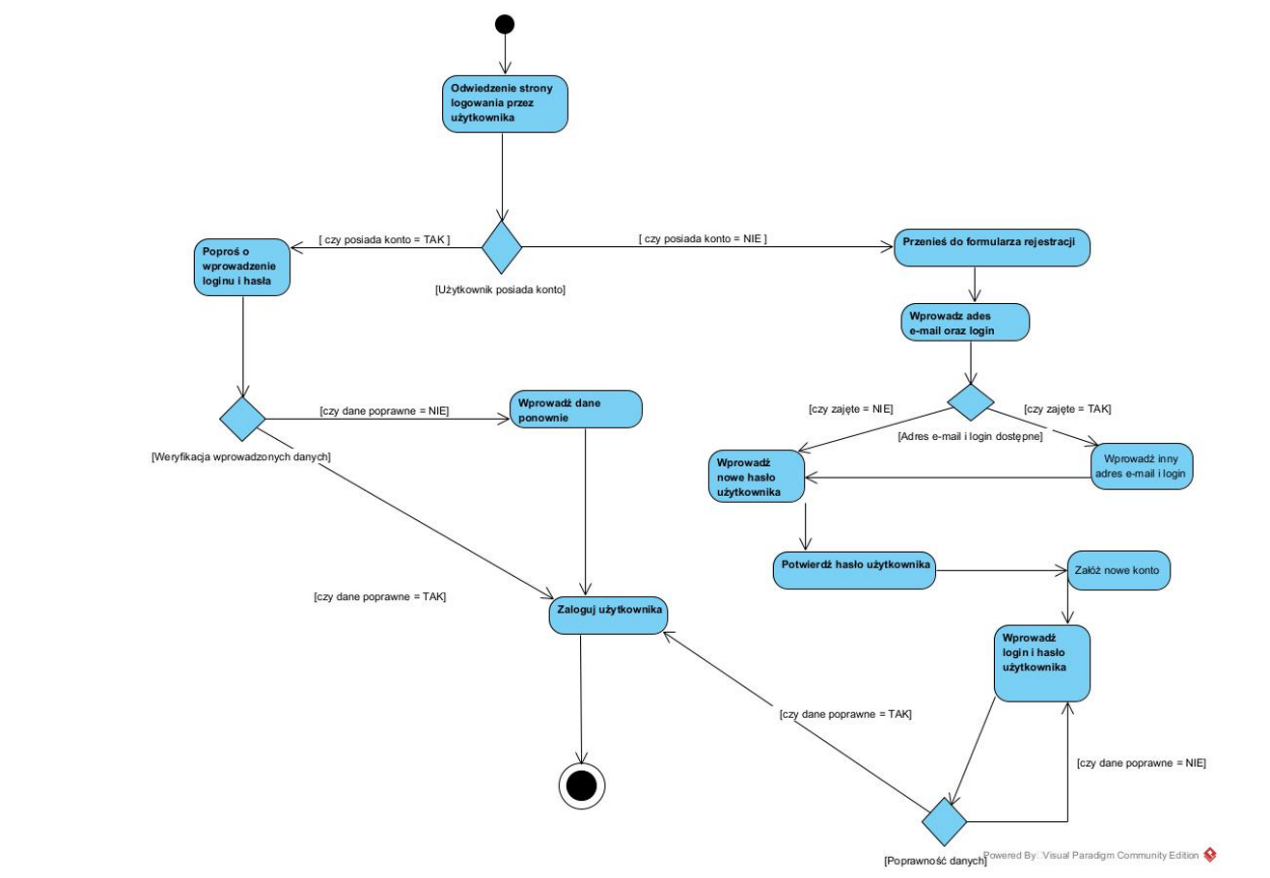 Odwiedzenie strony
logowania przez
użytkownika
[ czy posiada konto = TAK ]
[ czy posiada konto = NIE ]
Poproś o
wprowadzenie
loginu i hasła
Przenieś do formularza rejestracji
[Użytkownik posiada konto]
Wprowadz ades
e-mail oraz login
[czy dane poprawne = NIE]
Wprowadź dane
ponownie
[czy zajęte = NIE]
[czy zajęte = TAK]
[Adres e-mail i login dostępne]
[Weryfikacja wprowadzonych danych]
Wprowadź
nowe hasło
użytkownika
Wprowadź inny
adres e-mail i login
Potwierdź hasło użytkownika
Załóż nowe konto
[czy dane poprawne = TAK]
Zaloguj użytkownika
Wprowadź
login i hasło
użytkownika
[czy dane poprawne = TAK]
[czy dane poprawne = NIE]
[Poprawność danych]
Powered By Visual Paradigm Community Edition